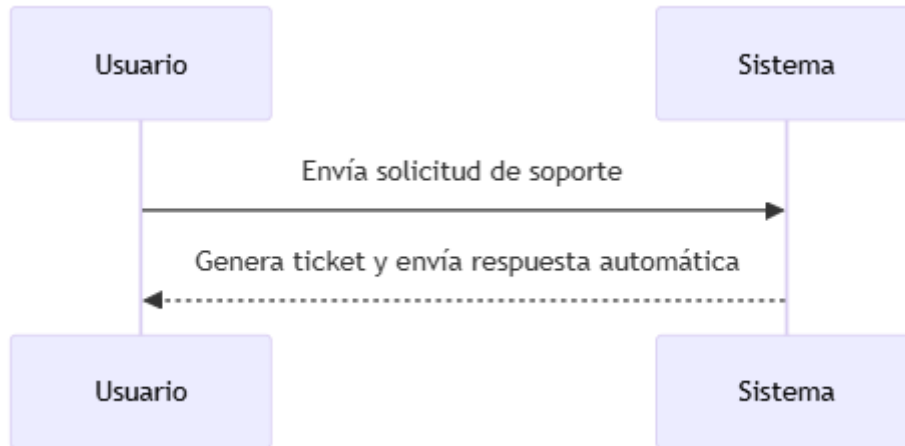 Usuario
Sistema
Envía solicitud de soporte
Genera ticket y envía respuesta automática
Usuario
Sistema